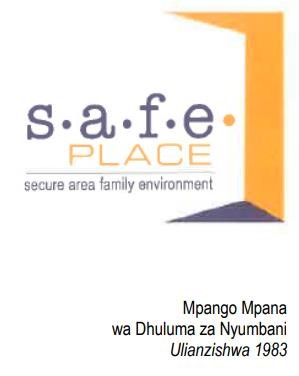 s.a.f.e.
PLACE
secure area family environment
Mpango Mpana
wa Dhuluma za Nyumbani
Ulianzishwa 1983